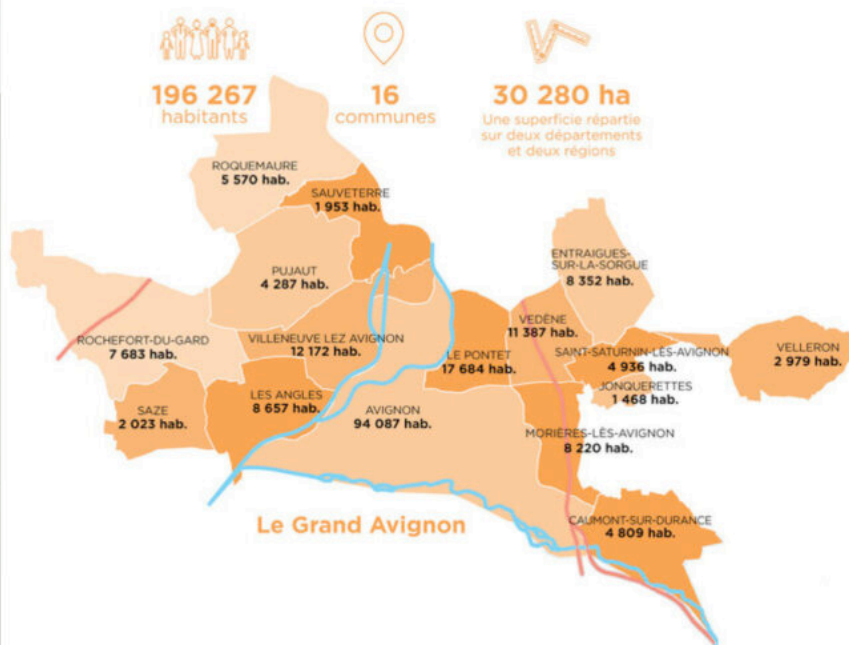 196 267
habitants
16
communes
30 280 ha
Une superficie répartie
sur deux départements
et deux régions
ROQUEMAURE
5 570 hab.
SAUVETERRE
1 953 hab.
PUJAUT
4 287 hab.
ENTRAIGUES-
SUR-LA-SORGUE
8 352 hab.
ROCHEFORT-DU-GARD
7 683 hab.
VILLENEUVE LEZ AVIGNON
12 172 hab.
LE PONTET
17 684 hab.
VEDÈNE
11 387 hab.
SAINT-SATURNIN-LÈS-AVIGNON
4 936 hab.
VELLERON
2 979 hab.
JONQUERETTES
1 468 hab.
SAZE
2 023 hab.
LES ANGLES
8 657 hab.
AVIGNON
94 087 hab.
MORIÈRES-LÈS-AVIGNON
8 220 hab.
CAUMONT-SUR-DURANCE
4 809 hab.
Le Grand Avignon